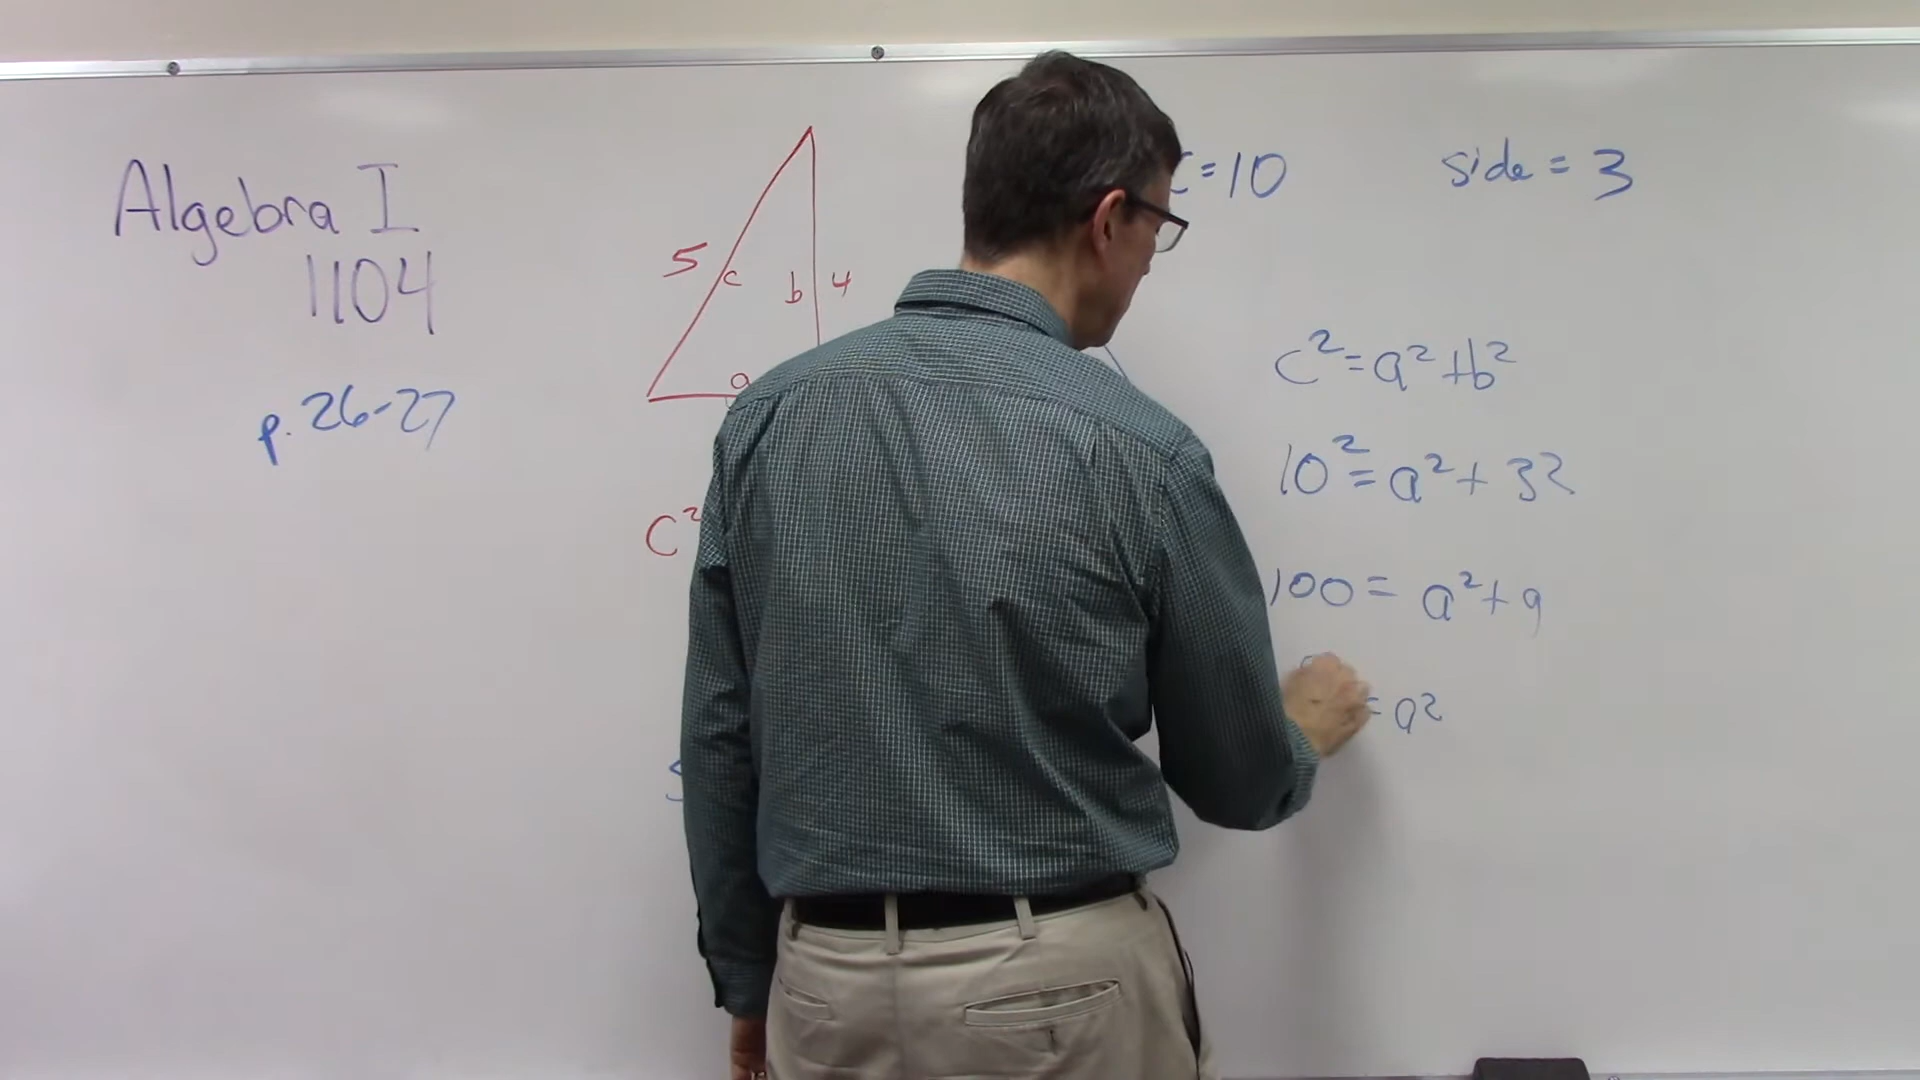 Algebra I
1104
p. 26-27
5
c
b
4
a
c²
=10
side = 3
c²=a²+b²
10²=a²+ 3²
100 = a²+9
= a²